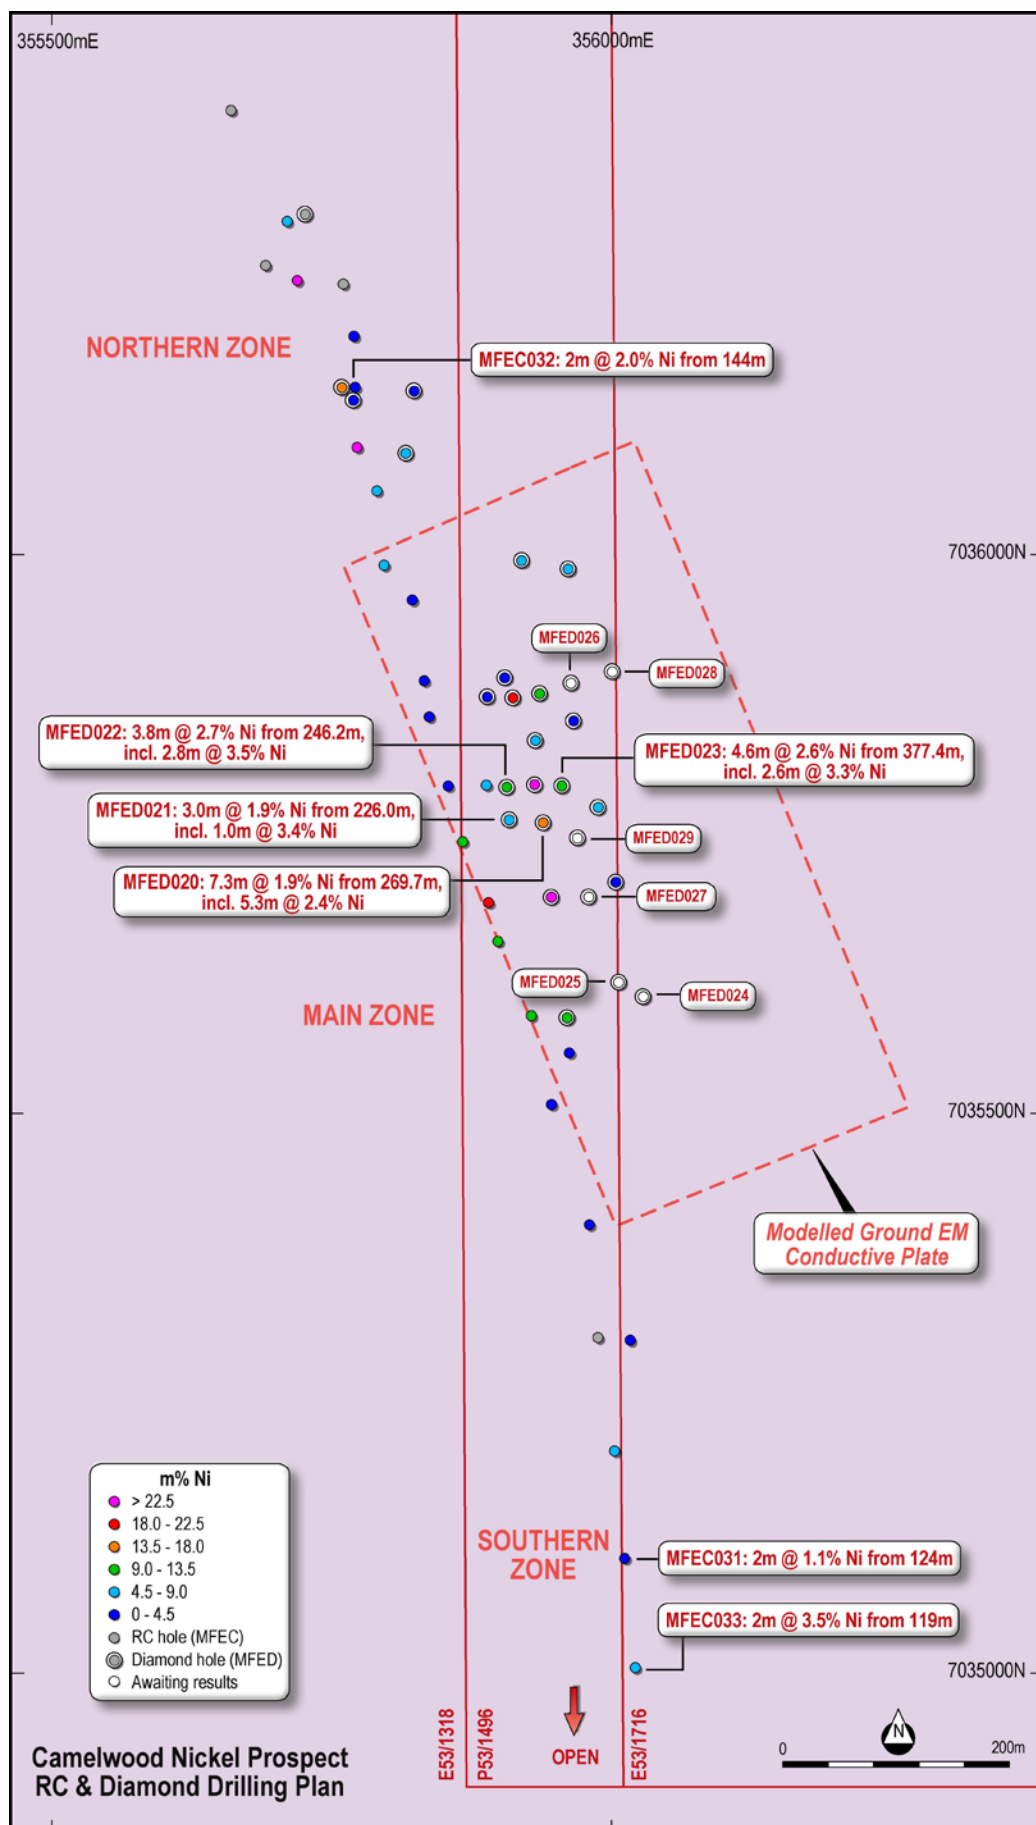 355500mE
356000mE
NORTHERN ZONE
MFEC032: 2m @ 2.0% Ni from 144m
7036000N
MFED026
MFED028
MFED022: 3.8m @ 2.7% Ni from 246.2m,
incl. 2.8m @ 3.5% Ni
MFED023: 4.6m @ 2.6% Ni from 377.4m,
incl. 2.6m @ 3.3% Ni
MFED021: 3.0m @ 1.9% Ni from 226.0m,
incl. 1.0m @ 3.4% Ni
MFED029
MFED020: 7.3m @ 1.9% Ni from 269.7m,
incl. 5.3m @ 2.4% Ni
MFED027
MFED025
MFED024
MAIN ZONE
7035500N
Modelled Ground EM
Conductive Plate
m% Ni
> 22.5
18.0 - 22.5
13.5 - 18.0
9.0 - 13.5
4.5 - 9.0
0 - 4.5
RC hole (MFEC)
Diamond hole (MFED)
Awaiting results
SOUTHERN
ZONE
MFEC031: 2m @ 1.1% Ni from 124m
MFEC033: 2m @ 3.5% Ni from 119m
7035000N
E53/1318
P53/1496
OPEN
E53/1716
N
0
200m
Camelwood Nickel Prospect
RC & Diamond Drilling Plan